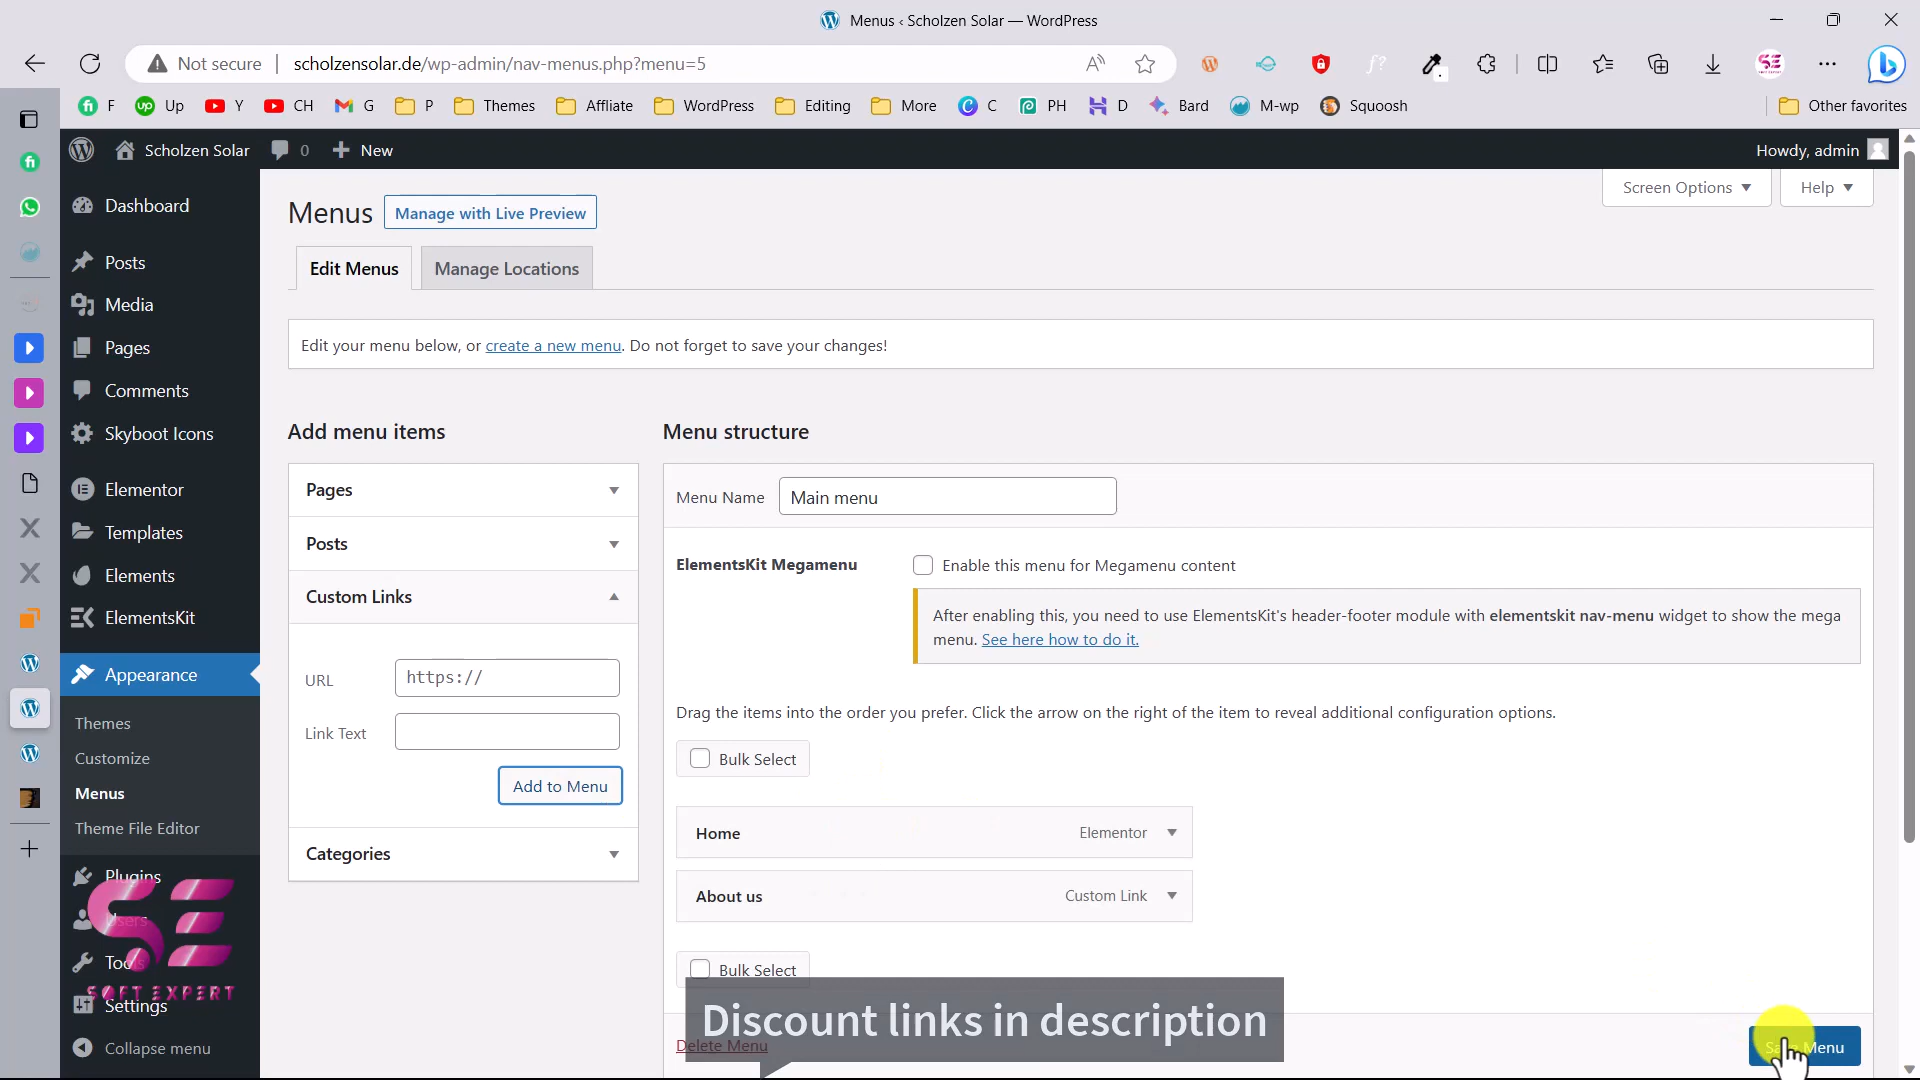 Menus ‹ Scholzen Solar — WordPress
Not secure scholzensolar.de/wp-admin/nav-menus.php?menu=5
F Up Y CH G P Themes Affliate WordPress Editing More C PH D Bard M-wp Squoosh Other favorites
Scholzen Solar 0 New Howdy, admin
Screen Options Help
Dashboard
Posts
Media
Pages
Comments
Skyboot Icons
Elementor
Templates
Elements
ElementsKit
Appearance
Themes
Customize
Menus
Theme File Editor
Plugins
Users
Tools
Settings
Collapse menu
SOFT EXPERT
Menus Manage with Live Preview
Edit Menus Manage Locations
Edit your menu below, or create a new menu. Do not forget to save your changes!
Add menu items
Pages
Posts
Custom Links
URL https://
Link Text
Add to Menu
Categories
Menu structure
Menu Name Main menu
ElementsKit Megamenu Enable this menu for Megamenu content
After enabling this, you need to use ElementsKit's header-footer module with elementskit nav-menu widget to show the mega
menu. See here how to do it.
Drag the items into the order you prefer. Click the arrow on the right of the item to reveal additional configuration options.
Bulk Select
Home Elementor
About us Custom Link
Bulk Select
Discount links in description
Delete Menu
Save Menu